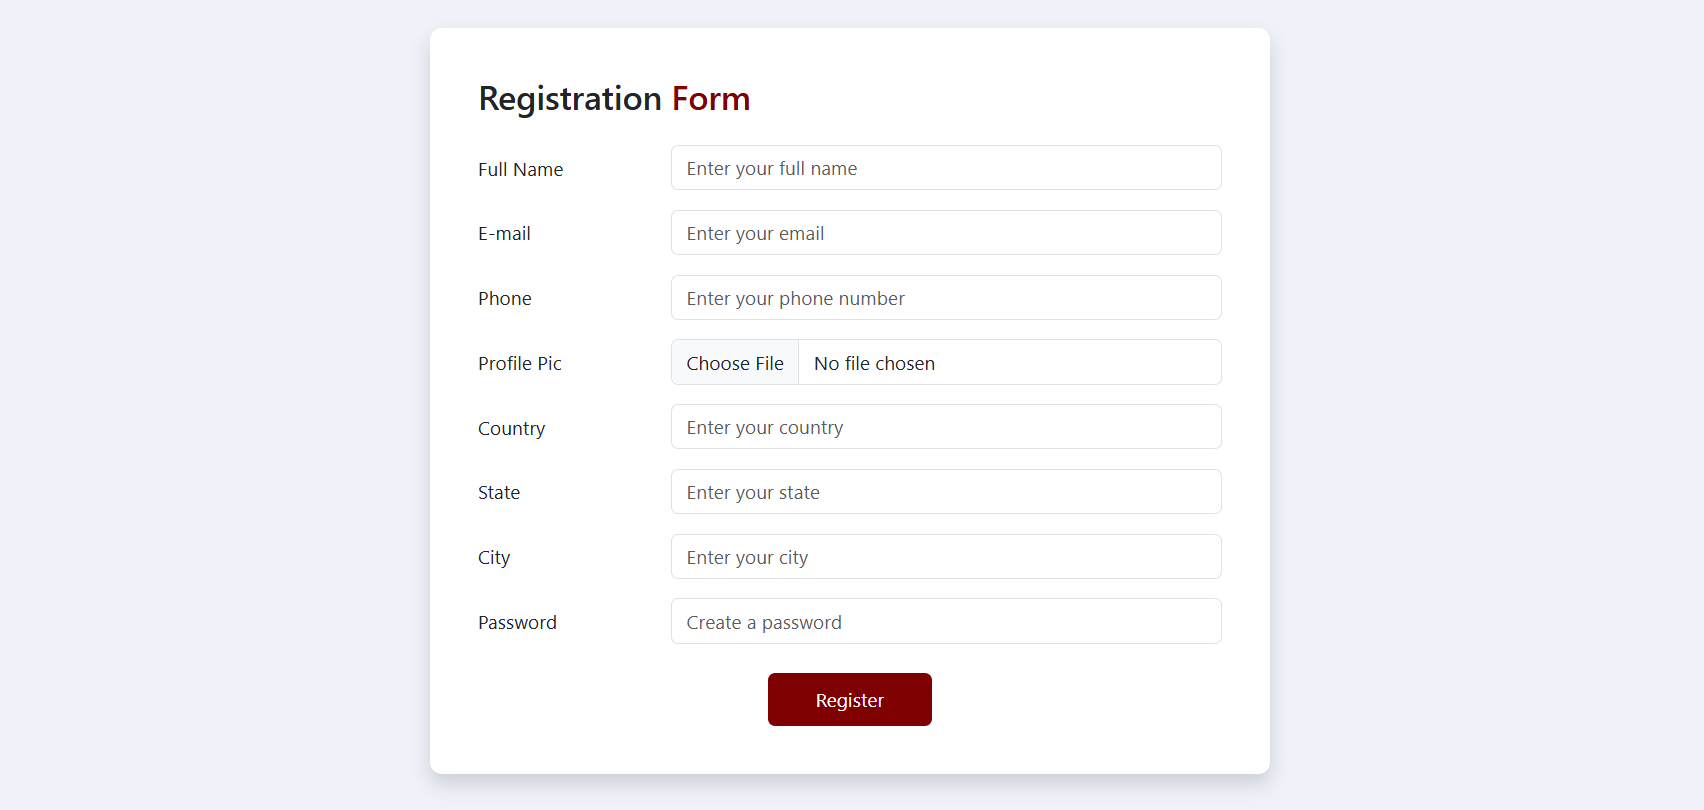 Registration Form
Full Name Enter your full name
E-mail Enter your email
Phone Enter your phone number
Profile Pic Choose File No file chosen
Country Enter your country
State Enter your state
City Enter your city
Password Create a password
Register